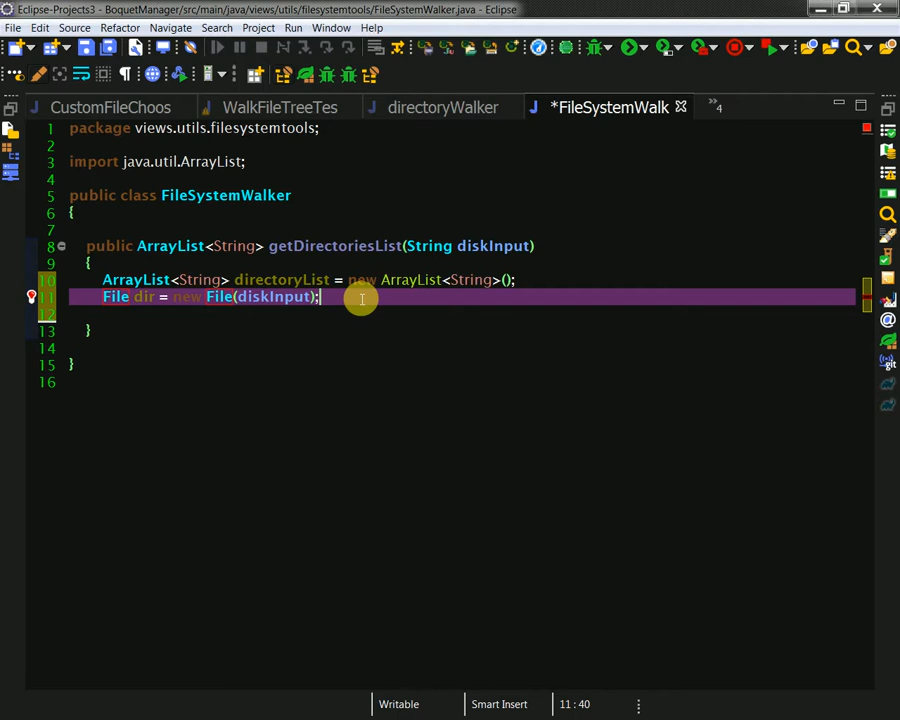 Eclipse-Projects3 - BoquetManager/src/main/java/views/utils/filesystemtools/FileSystemWalker.java - Eclipse
File Edit Source Refactor Navigate Search Project Run Window Help
CustomFileChoos WalkFileTreeTes directoryWalker *FileSystemWalk 4
1 package views.utils.filesystemtools;
2
3 import java.util.ArrayList;
4
5 public class FileSystemWalker
6 {
7
8 public ArrayList<String> getDirectoriesList(String diskInput)
9 {
10 ArrayList<String> directoryList = new ArrayList<String>();
11 File dir = new File(diskInput);
12
13 }
14
15 }
16
Writable Smart Insert 11 : 40